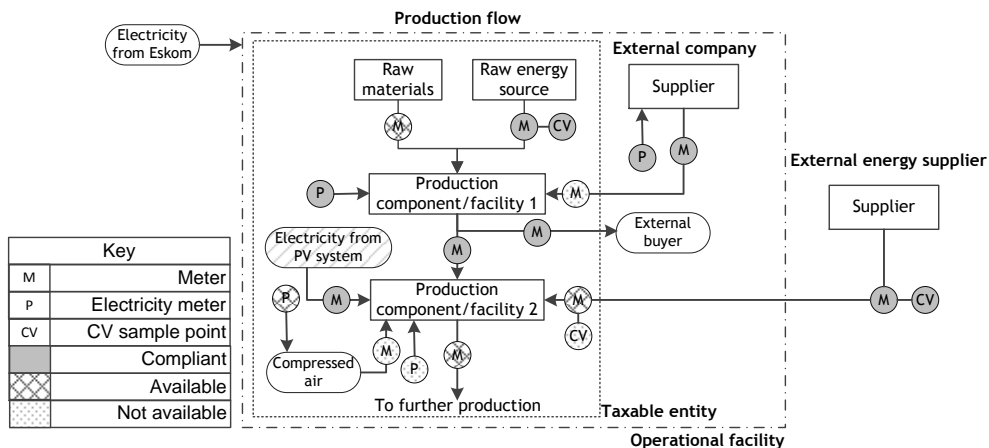 Production flow
Electricity
from Eskom
External company
Raw
materials
Raw energy
source
Supplier
M
M
CV
P
M
External energy supplier
Production
component/facility 1
P
M
Supplier
Electricity from
PV system
M
M
External
buyer
Key
M Meter
P Electricity meter
CV CV sample point
Compliant
Available
Not available
P
M
Production
component/facility 2
M
M
CV
CV
Compressed
air
M
P
M
To further production
Taxable entity
Operational facility